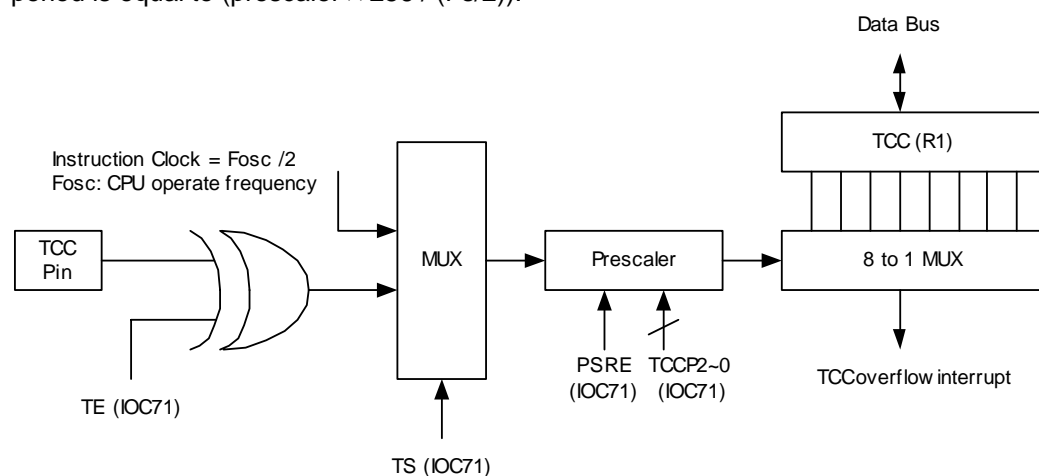 period is equal to (prescaler 256 / (Fs/2)).
Data Bus
TCC (R1)
Instruction Clock = Fosc /2
Fosc: CPU operate frequency
TCC
Pin
MUX
Prescaler
8 to 1 MUX
PSRE
(IOC71)
TCCP2~0
(IOC71)
TCCoverflow interrupt
TE (IOC71)
TS (IOC71)